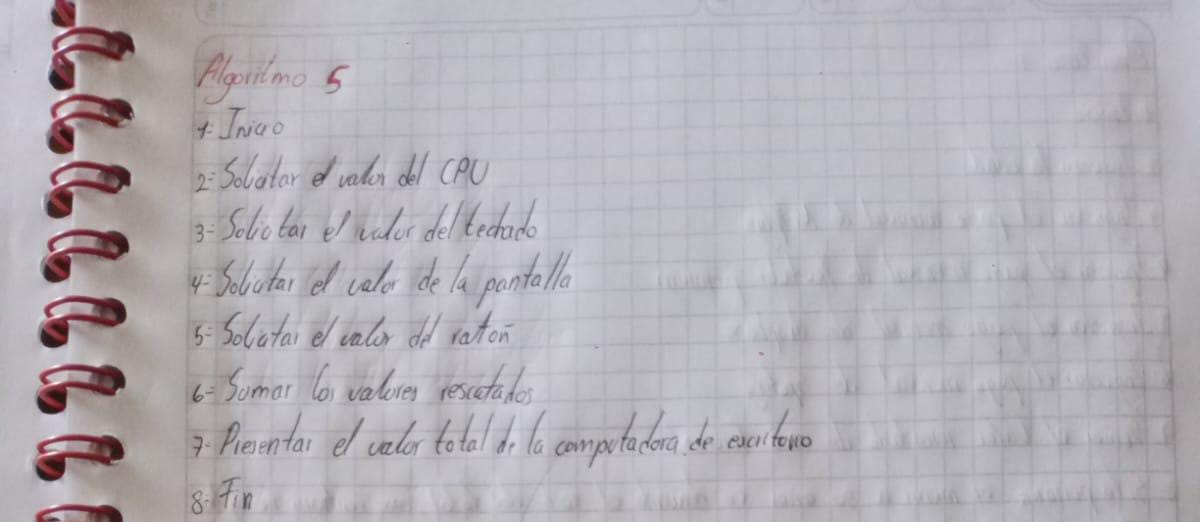 Algoritmo 5
1- Inicio
2- Solicitar el valor del CPU
3- Solicitar el valor del teclado
4- Solicitar el valor de la pantalla
5- Solicitar el valor del ratón
6- Sumar los valores rescatados
7- Presentar el valor total de la computadora de escritorio
8- Fin